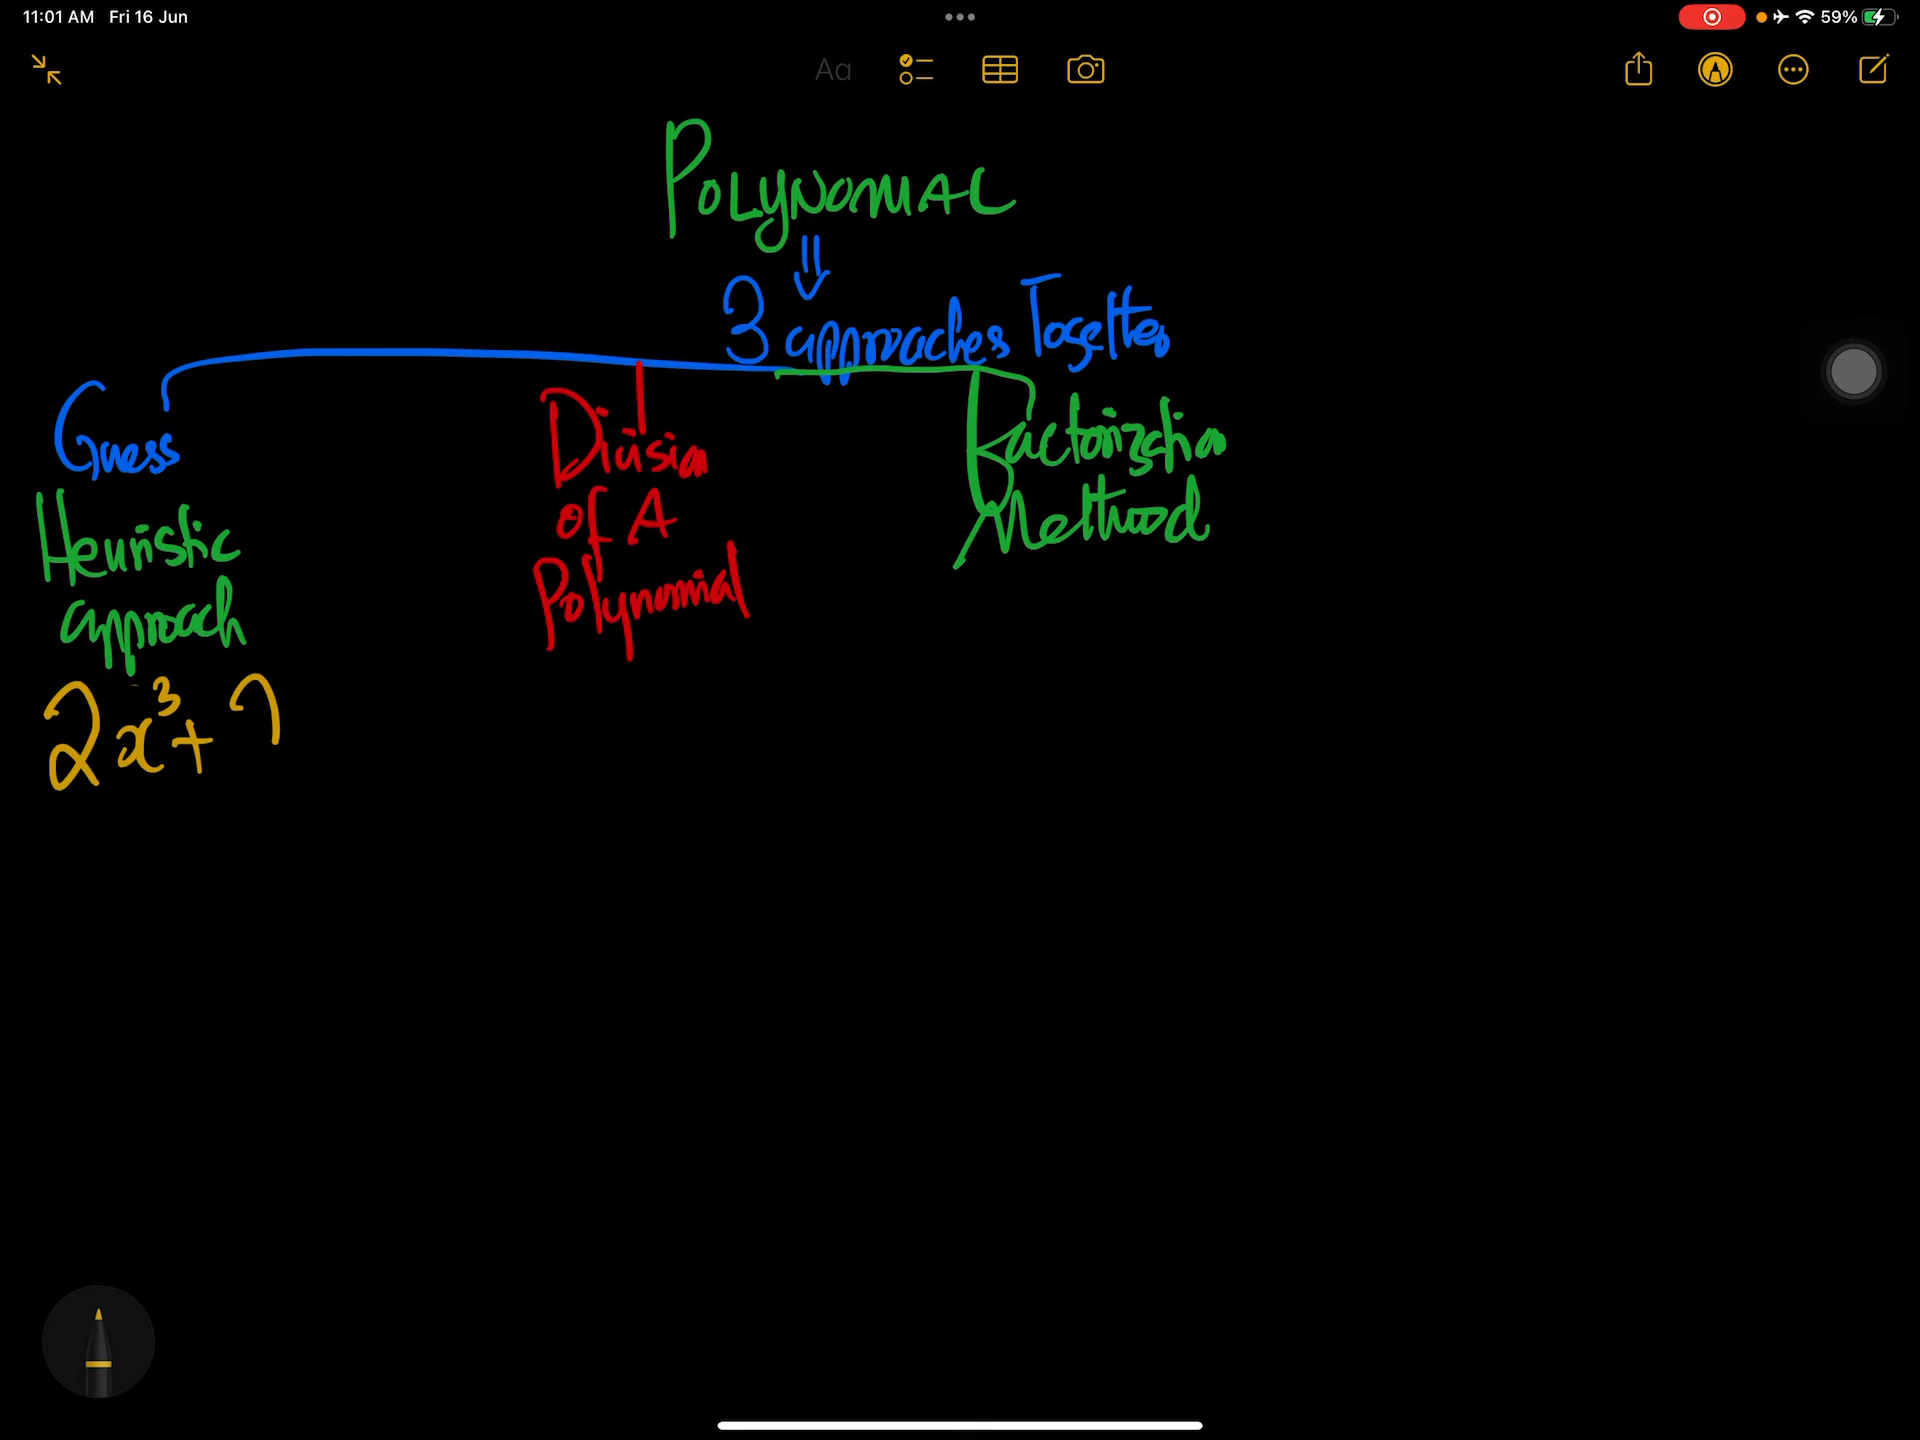 11:01 AM Fri 16 Jun
59%
Aa
POLYNOMAL
3 approaches Together
Guess
Heuristic
approach
2x³+7
Division
of A
Polynomial
Factorization
Method